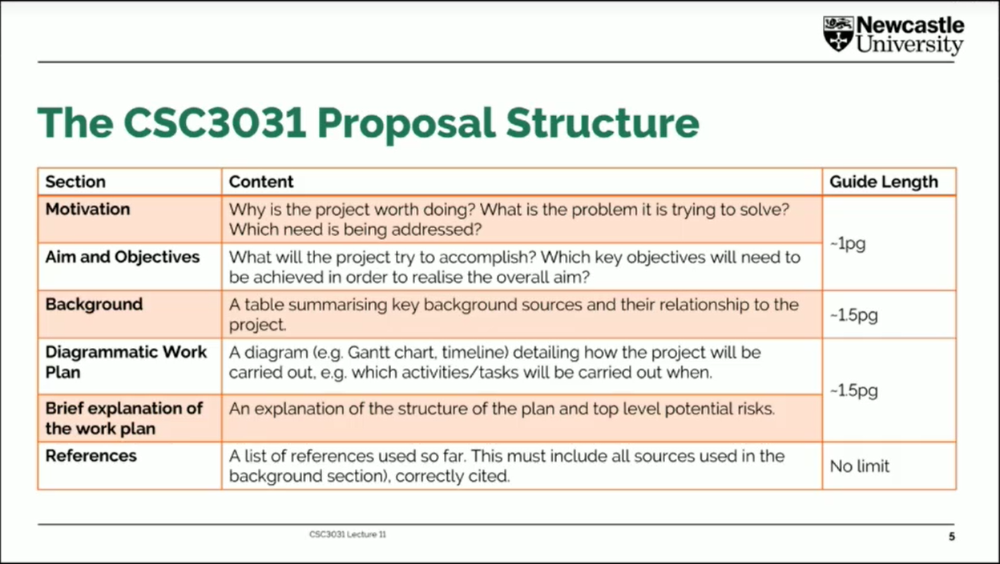 Newcastle
University
The CSC3031 Proposal Structure
Section
Content
Guide Length
Motivation
Why is the project worth doing? What is the problem it is trying to solve?
Which need is being addressed?
~1pg
Aim and Objectives
What will the project try to accomplish? Which key objectives will need to
be achieved in order to realise the overall aim?
Background
A table summarising key background sources and their relationship to the
project.
~1.5pg
Diagrammatic Work
Plan
A diagram (e.g. Gantt chart, timeline) detailing how the project will be
carried out, e.g. which activities/tasks will be carried out when.
~1.5pg
Brief explanation of
the work plan
An explanation of the structure of the plan and top level potential risks.
References
A list of references used so far. This must include all sources used in the
background section), correctly cited.
No limit
CSC3031 Lecture 11
5